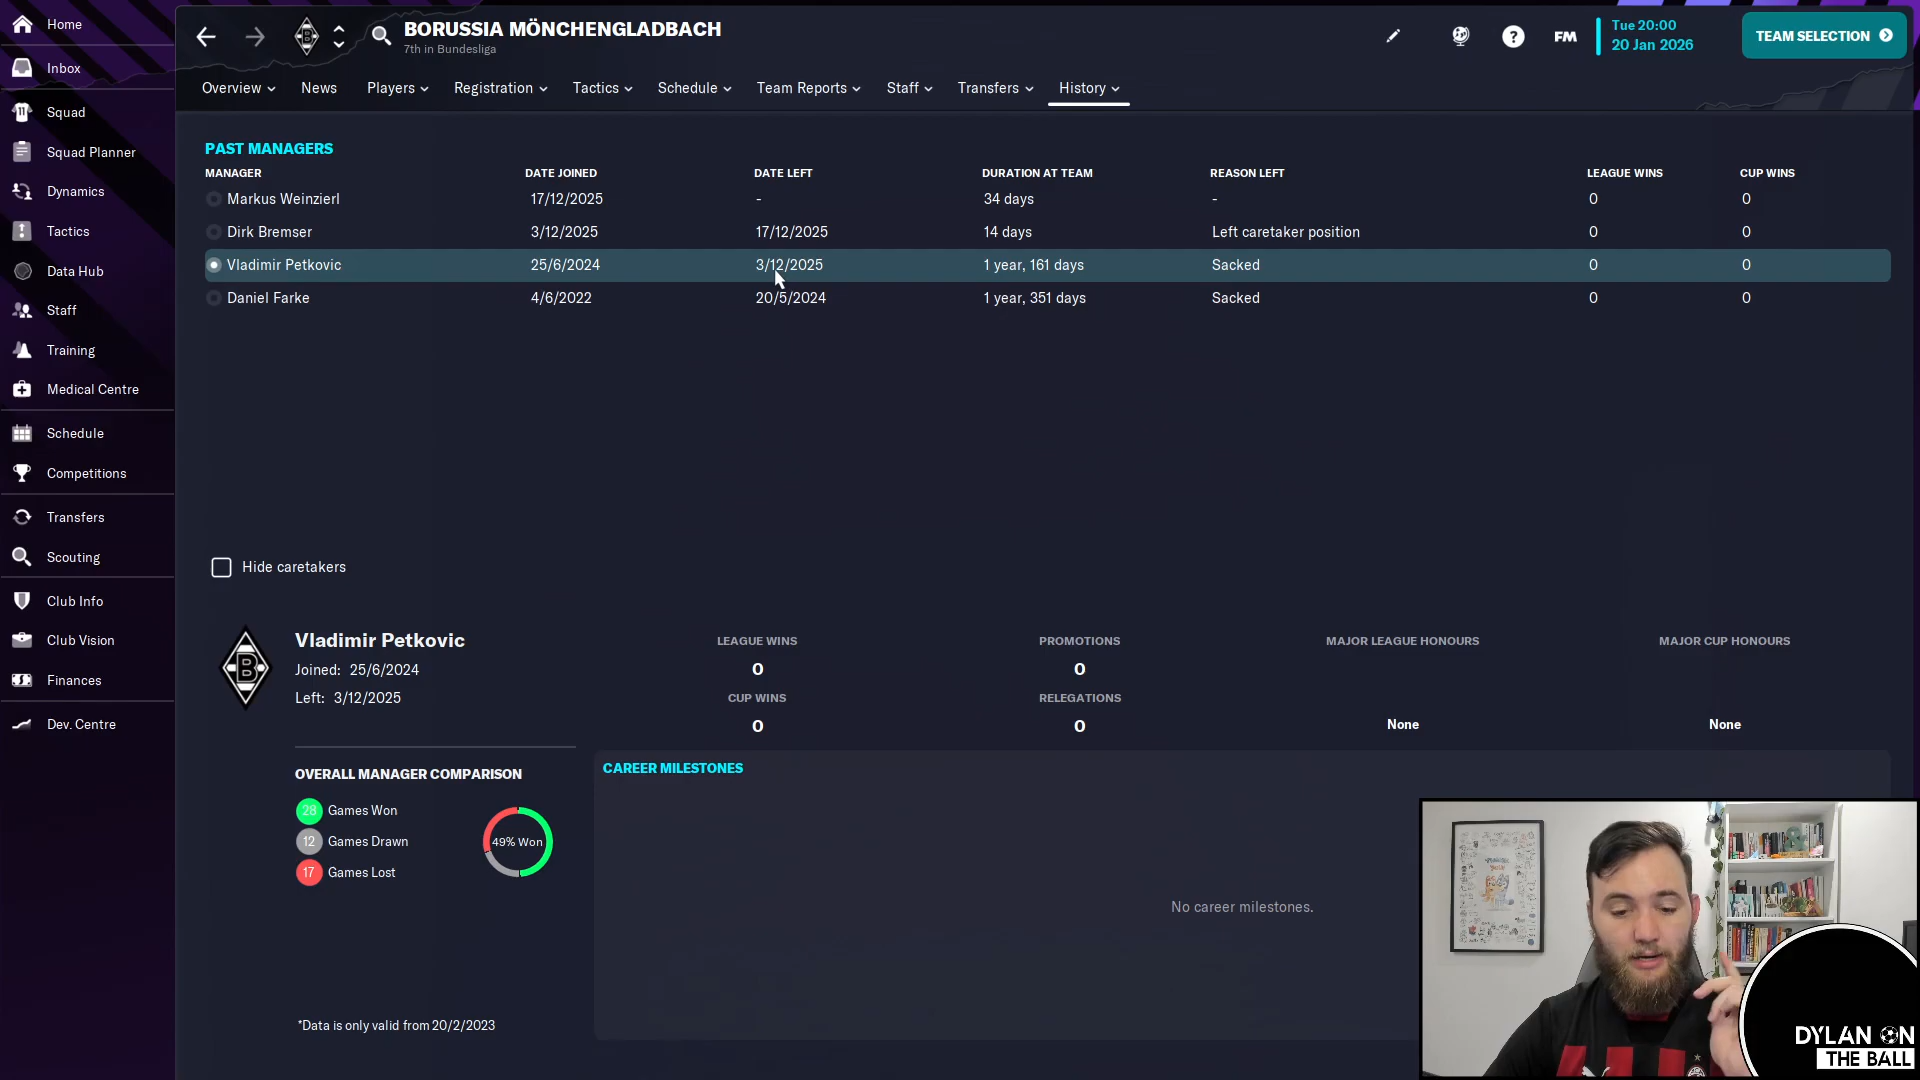 Home
Inbox
Squad
Squad Planner
Dynamics
Tactics
Data Hub
Staff
Training
Medical Centre
Schedule
Competitions
Transfers
Scouting
Club Info
Club Vision
Finances
Dev. Centre
BORUSSIA MÖNCHENGLADBACH
7th in Bundesliga
FM
Tue 20:00
20 Jan 2026
TEAM SELECTION
Overview News Players Registration Tactics Schedule Team Reports Staff Transfers History
PAST MANAGERS
MANAGER DATE JOINED DATE LEFT DURATION AT TEAM REASON LEFT LEAGUE WINS CUP WINS
Markus Weinzierl 17/12/2025 - 34 days - 0 0
Dirk Bremser 3/12/2025 17/12/2025 14 days Left caretaker position 0 0
Vladimir Petkovic 25/6/2024 3/12/2025 1 year, 161 days Sacked 0 0
Daniel Farke 4/6/2022 20/5/2024 1 year, 351 days Sacked 0 0
Hide caretakers
Vladimir Petkovic
Joined: 25/6/2024
Left: 3/12/2025
LEAGUE WINS PROMOTIONS MAJOR LEAGUE HONOURS MAJOR CUP HONOURS
0 0
CUP WINS RELEGATIONS
0 0 None None
OVERALL MANAGER COMPARISON
28 Games Won
12 Games Drawn
17 Games Lost
49% Won
CAREER MILESTONES
No career milestones.
*Data is only valid from 20/2/2023
DYLAN ON
THE BALL